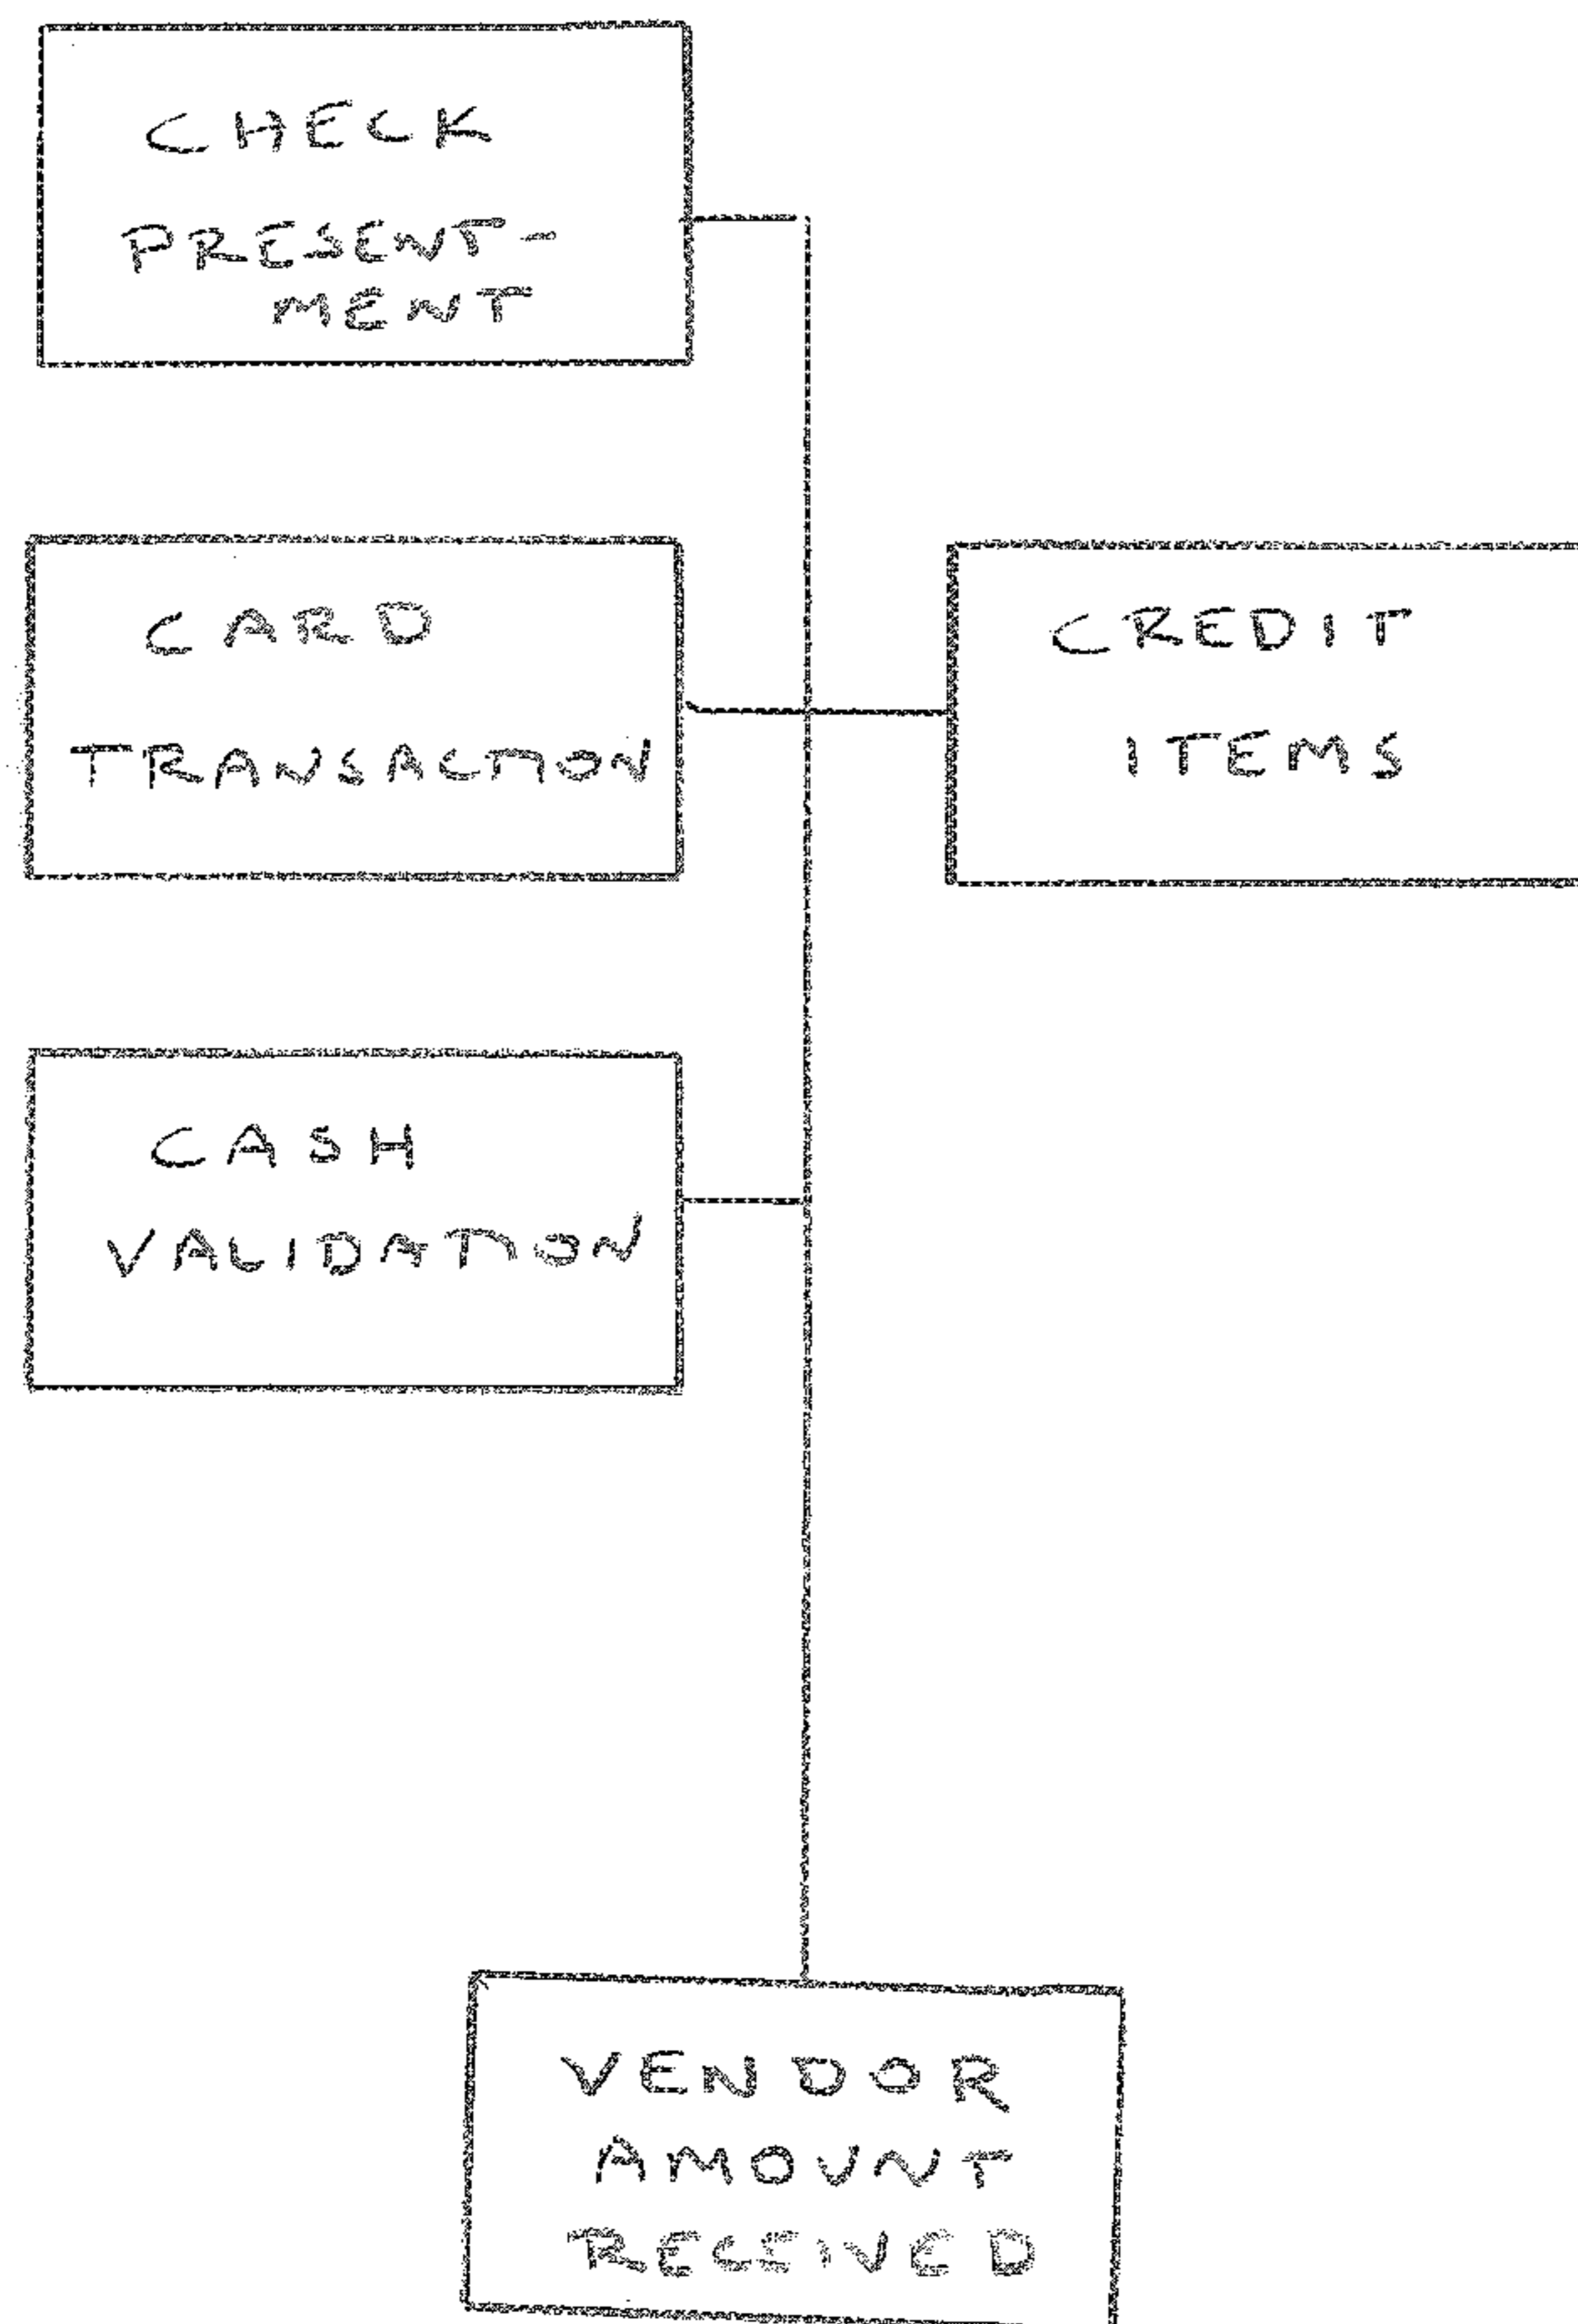 CHECK
PRESENT-
MENT
CARD
TRANSACTION
CREDIT
ITEMS
CASH
VALIDATION
VENDOR
AMOUNT
RECEIVED